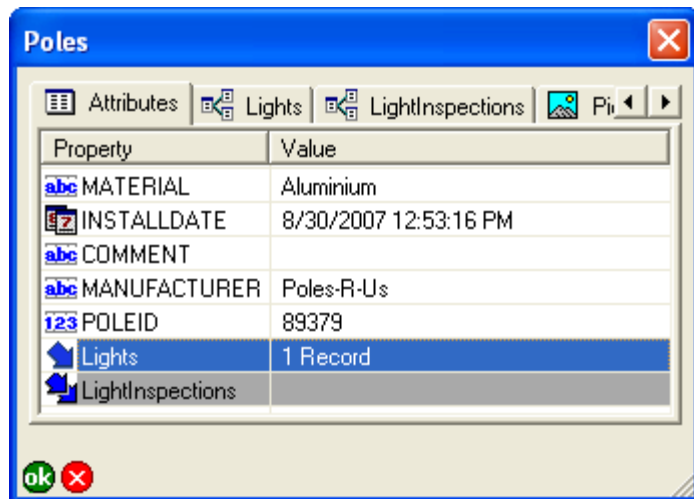 Poles
Attributes Lights LightInspections
Property Value
abc MATERIAL Aluminium
INSTALLDATE 8/30/2007 12:53:16 PM
abc COMMENT
abc MANUFACTURER Poles-R-Us
123 POLEID 89379
Lights 1 Record
LightInspections
ok